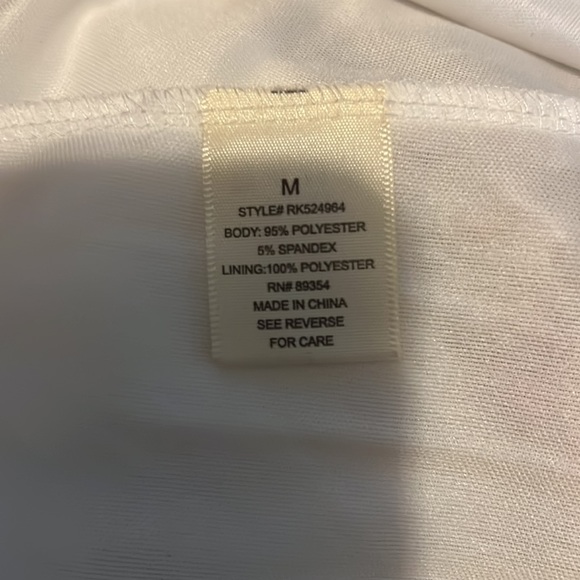 M
STYLE# RK524964
BODY: 95% POLYESTER
5% SPANDEX
LINING:100% POLYESTER
RN# 89354
MADE IN CHINA
SEE REVERSE
FOR CARE